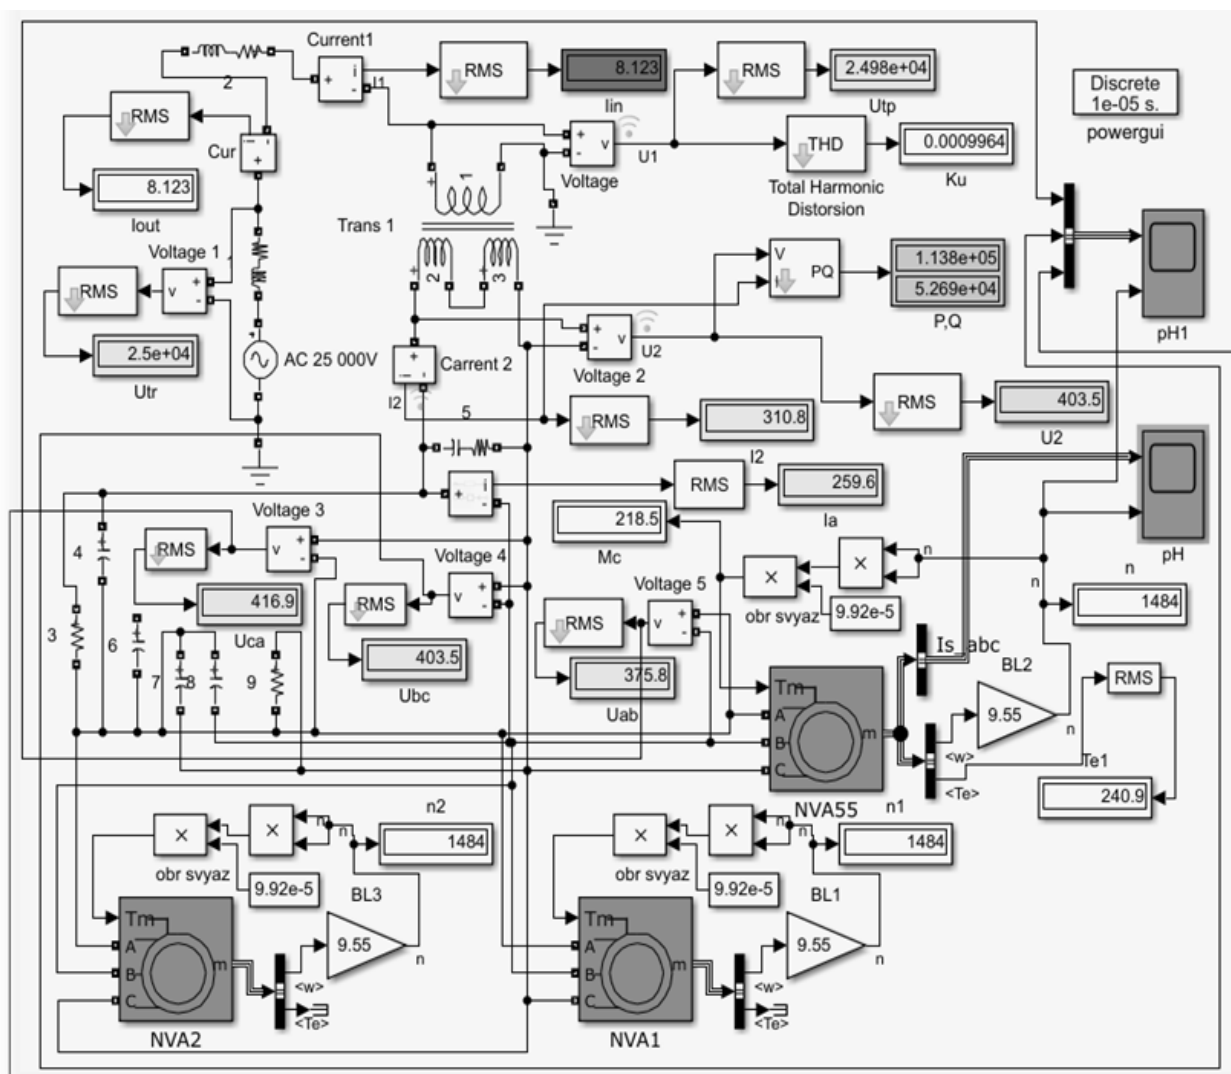 Current1
RMS
8.123
Iin
RMS
2.498e+04
Utp
Discrete
1e-05 s.
powergui
2
+
i
-
I1
RMS
Cur
8.123
Iout
+
-
v
U1
Voltage
THD
Total Harmonic
Distorsion
0.0009964
Ku
1
Trans 1
2
3
Voltage 1
RMS
v
+
-
2.5e+04
Utr
AC 25 000V
V
PQ
1.138e+05
5.269e+04
P,Q
pH1
+
-
v
U2
Voltage 2
Carrent 2
I2
5
RMS
310.8
I2
RMS
403.5
U2
+
i
-
RMS
259.6
Ia
218.5
Mc
pH
4
RMS
Voltage 3
v
+
-
416.9
Uca
Voltage 4
RMS
v
+
-
403.5
Ubc
Voltage 5
RMS
v
+
-
375.8
Uab
×
×
n
obr svyaz
9.92e-5
n
n
1484
3
6
7
8
9
Is_abc
BL2
9.55
n
RMS
Te1
240.9
<w>
<Te>
Tm
A
B
C
m
NVA55
×
×
n
n
n2
1484
obr svyaz
9.92e-5
BL3
9.55
n
Tm
A
B
C
m
<w>
<Te>
NVA2
×
×
n
n
n1
1484
obr svyaz
9.92e-5
BL1
9.55
n
Tm
A
B
C
m
<w>
<Te>
NVA1